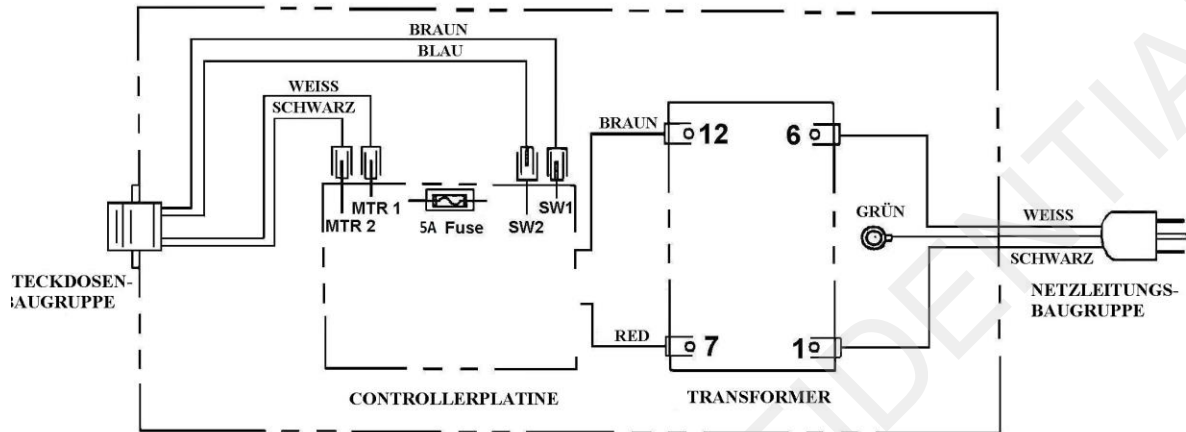 BRAUN
BLAU
WEISS
SCHWARZ
BRAUN
12
6
MTR 1
MTR 2
5A Fuse
SW2
SW1
GRÜN
WEISS
SCHWARZ
TECKDOSEN-
BAUGRUPPE
NETZLEITUNGS-
BAUGRUPPE
RED
7
1
CONTROLLERPLATINE
TRANSFORMER